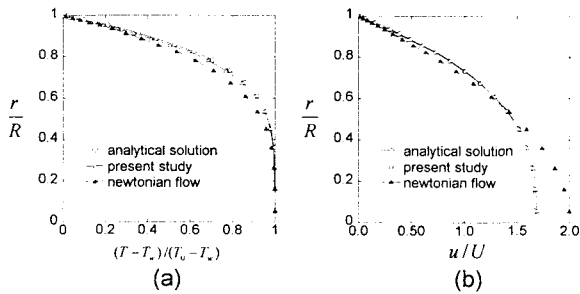 1
0.8
r
R
0.6
0.4
analytical solution
present study
newtonian flow
0.2
0
0 0.2 0.4 0.6 0.8 1
(T-T_w)/(T_0-T_w)
(a)
1
0.8
r
R
0.6
0.4
analytical solution
present study
newtonian flow
0.2
0
0.0 0.5 1.0 1.5 2.0
u/U
(b)